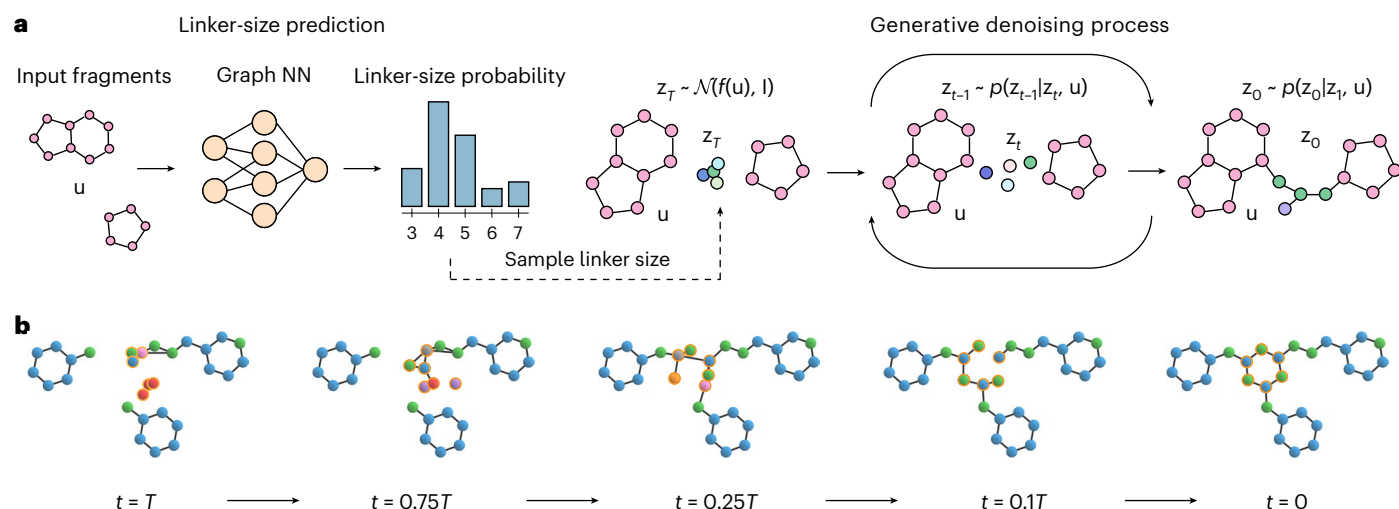 a
Linker-size prediction
Generative denoising process
Input fragments
Graph NN
Linker-size probability
z_T ~ 𝒩(f(u), I)
z_{t–1} ~ p(z_{t–1}|z_t, u)
z_0 ~ p(z_0|z_1, u)
z_T
z_t
z_0
u
u
u
u
3 4 5 6 7
Sample linker size
b
t = T
t = 0.75T
t = 0.25T
t = 0.1T
t = 0